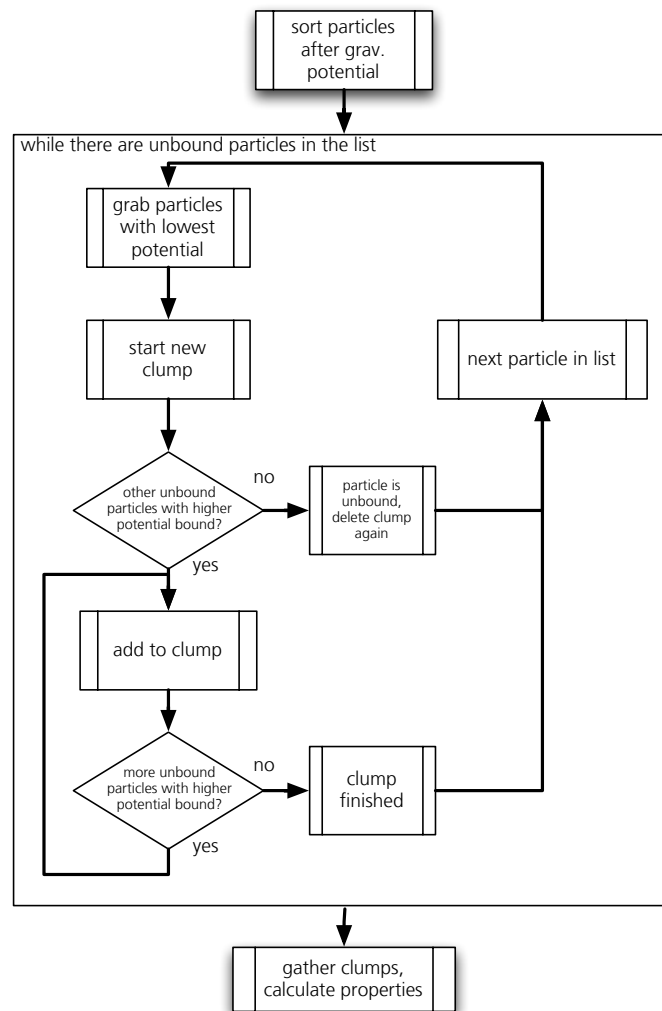 sort particles
after grav.
potential
while there are unbound particles in the list
grab particles
with lowest
potential
start new
clump
next particle in list
other unbound
particles with higher
potential bound?
no
particle is
unbound,
delete clump
again
yes
add to clump
more unbound
particles with higher
potential bound?
no
clump
finished
yes
gather clumps,
calculate properties